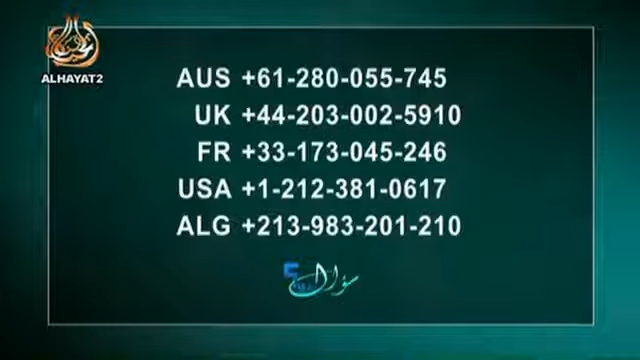 ALHAYAT2
AUS +61-280-055-745
UK +44-203-002-5910
FR +33-173-045-246
USA +1-212-381-0617
ALG +213-983-201-210
سؤال